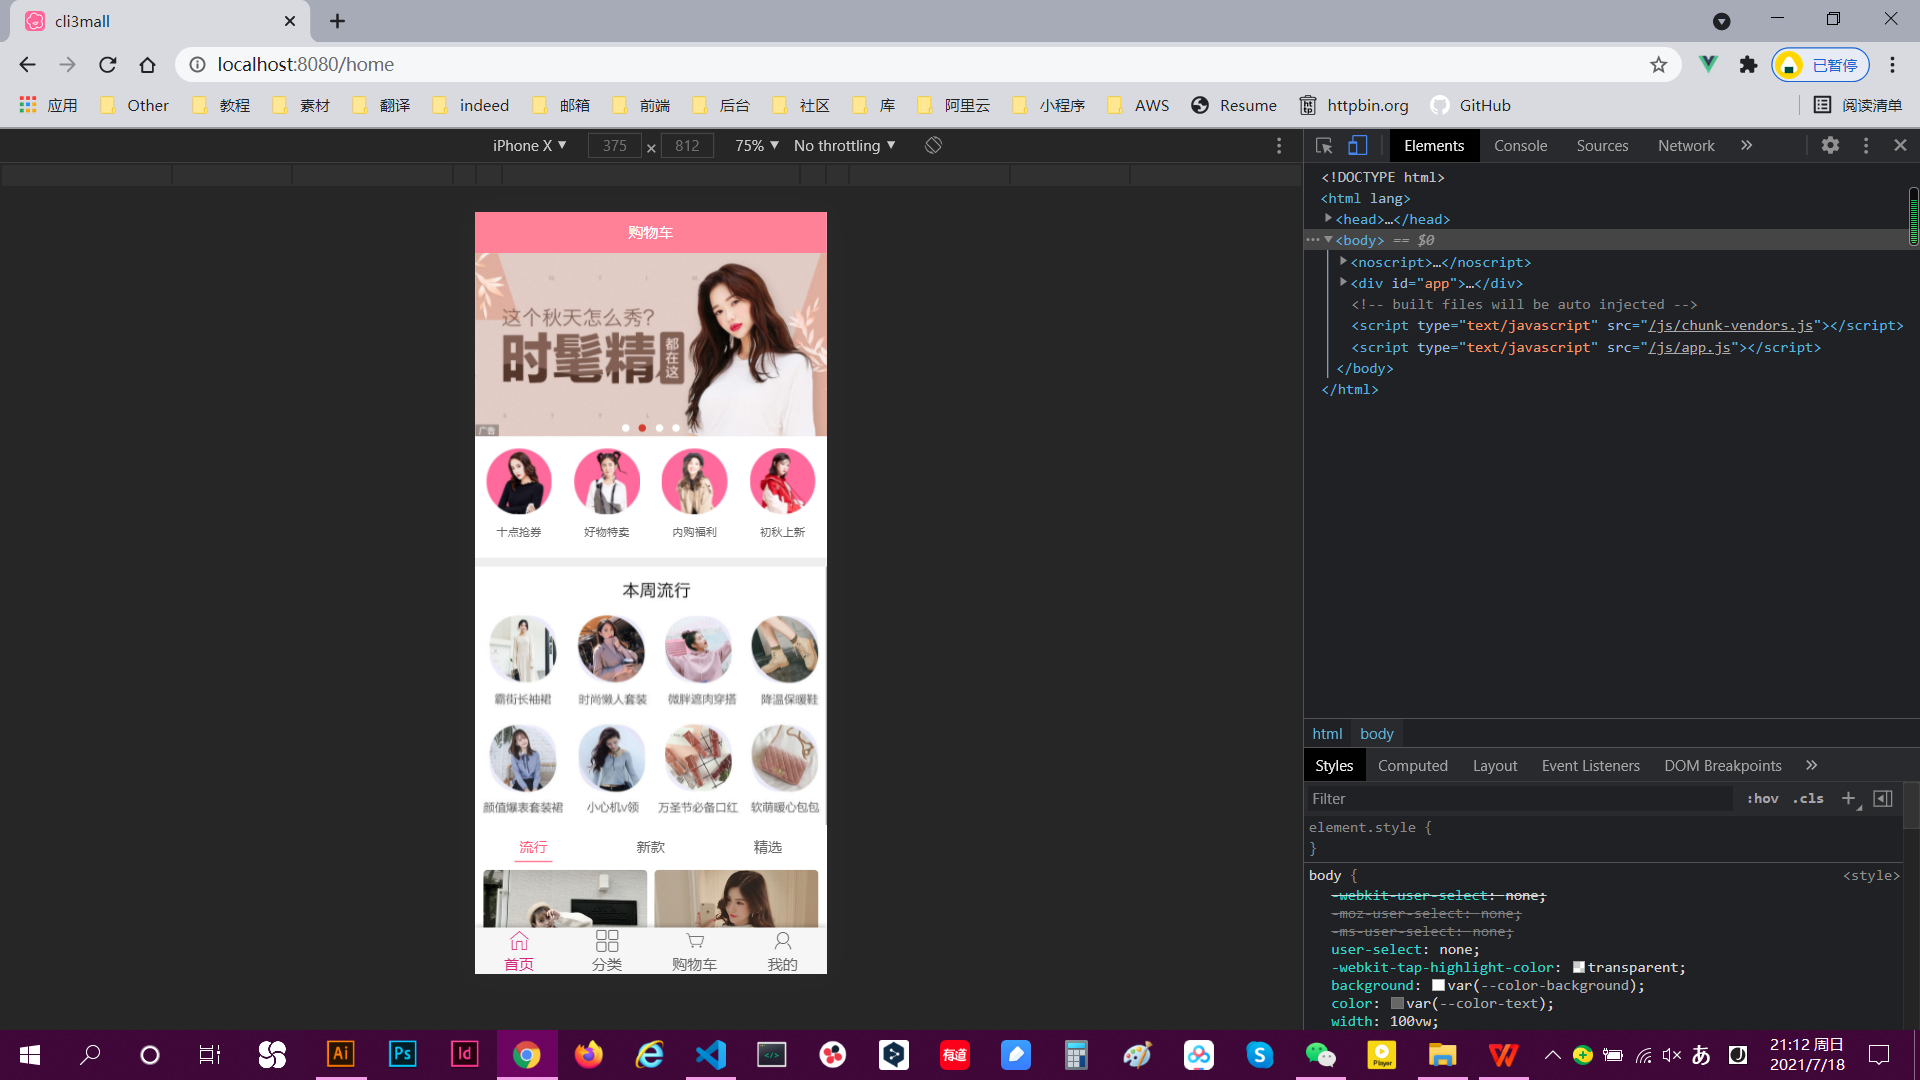 cli3mall
localhost:8080/home
已暂停
应用 Other 教程 素材 翻译 indeed 邮箱 前端 后台 社区 库 阿里云 小程序 AWS Resume httpbin.org GitHub 阅读清单
iPhone X 375 × 812 75% No throttling
Elements Console Sources Network
购物车
这个秋天怎么秀?
时髦精
都在这
广告
十点抢券 好物特卖 内购福利 初秋上新
本周流行
霸街长袖裙 时尚懒人套装 微胖遮肉穿搭 降温保暖鞋
颜值爆表套装裙 小心机v领 万圣节必备口红 软萌暖心包包
流行 新款 精选
首页 分类 购物车 我的
<!DOCTYPE html>
<html lang>
<head>…</head>
<body> == $0
<noscript>…</noscript>
<div id="app">…</div>
<!-- built files will be auto injected -->
<script type="text/javascript" src="/js/chunk-vendors.js"></script>
<script type="text/javascript" src="/js/app.js"></script>
</body>
</html>
html body
Styles Computed Layout Event Listeners DOM Breakpoints
Filter :hov .cls
element.style {
}
body { <style>
-webkit-user-select: none;
-moz-user-select: none;
-ms-user-select: none;
user-select: none;
-webkit-tap-highlight-color: transparent;
background: var(--color-background);
color: var(--color-text);
width: 100vw;
Ai Ps Id 有道 Player あ
21:12 周日
2021/7/18